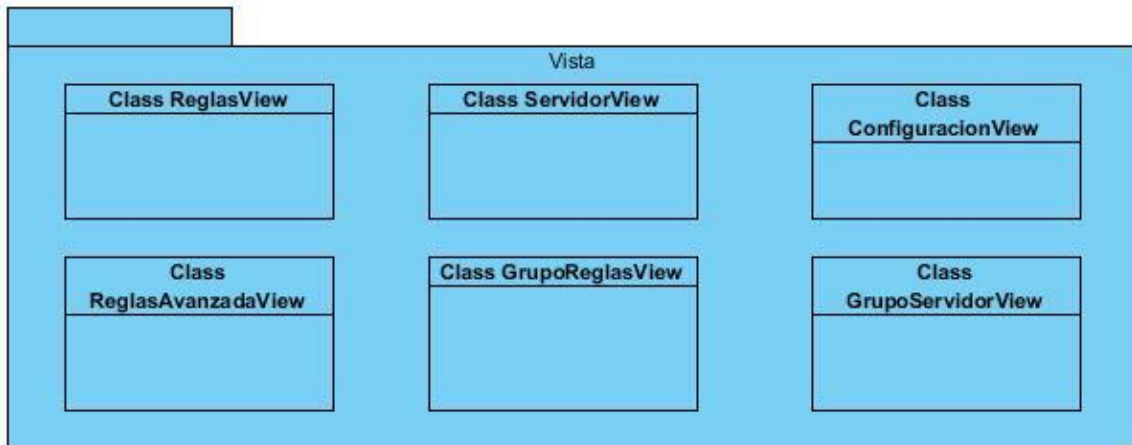 Vista
Class ReglasView
Class ServidorView
Class
ConfiguracionView
Class
ReglasAvanzadaView
Class GrupoReglasView
Class
GrupoServidorView